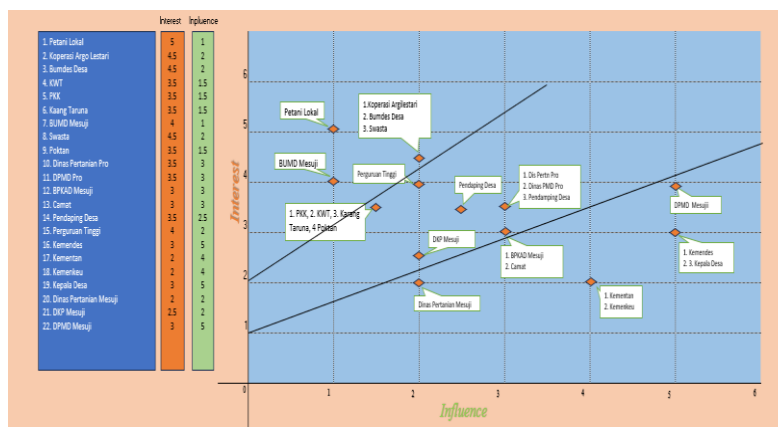 Interest Inpluence
1. Petani Lokal 5 1
2. Koperasi Argo Lestari 4.5 2
3. Bumdes Desa 4.5 2
4. KWT 3.5 1.5
5. PKK 3.5 1.5
6. Kaang Taruna 3.5 1.5
7. BUMD Mesuji 4 1
8. Swasta 4.5 2
9. Poktan 3.5 1.5
10. Dinas Pertanian Pro 3.5 3
11. DPMD Pro 3.5 3
12. BPKAD Mesuji 3 3
13. Camat 3 3
14. Pendaping Desa 3.5 2.5
15. Perguruan Tinggi 4 2
16. Kemendes 3 5
17. Kementan 2 4
18. Kemenkeu 2 4
19. Kepala Desa 3 5
20. Dinas Pertanian Mesuji 2 2
21. DKP Mesuji 2.5 2
22. DPMD Mesuji 3 5
6
5
4
3
2
1
0
Interest
Petani Lokal
1.Koperasi Argilestari
2. Bumdes Desa
3. Swasta
BUMD Mesuji
Perguruan Tinggi
Pendaping Desa
1. Dis Pertn Pro
2. Dinas PMD Pro
3. Pendamping Desa
DPMD Mesujii
1. PKK, 2. KWT, 3. Karang
Taruna, 4 Poktan
DKP Mesuji
1. BPKAD Mesuji
2. Camat
1. Kemendes
2. 3. Kepala Desa
Dinas Pertanian Mesuji
1. Kementan
2. Kemenkeu
1 2 3 4 5 6
Influence